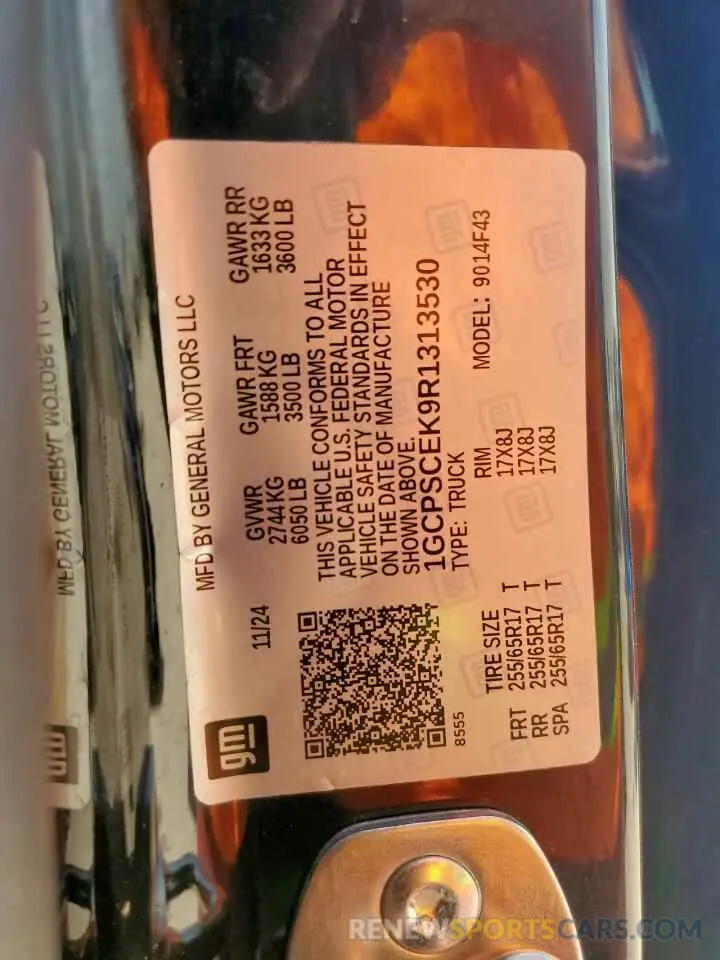 gm
MFD BY GENERAL MOTORS LLC
11/24
GVWR GAWR FRT GAWR RR
2744 KG 1588 KG 1633 KG
6050 LB 3500 LB 3600 LB
THIS VEHICLE CONFORMS TO ALL
APPLICABLE U.S. FEDERAL MOTOR
VEHICLE SAFETY STANDARDS IN EFFECT
ON THE DATE OF MANUFACTURE
SHOWN ABOVE.
1GCPSCEK9R1313530
8555 TYPE: TRUCK MODEL: 9014F43
TIRE SIZE RIM
FRT 255/65R17 T 17X8J
RR 255/65R17 T 17X8J
SPA 255/65R17 T 17X8J
MFD BY GENERAL MOTORS LLC
gm
RENEWSPORTSCARS.COM